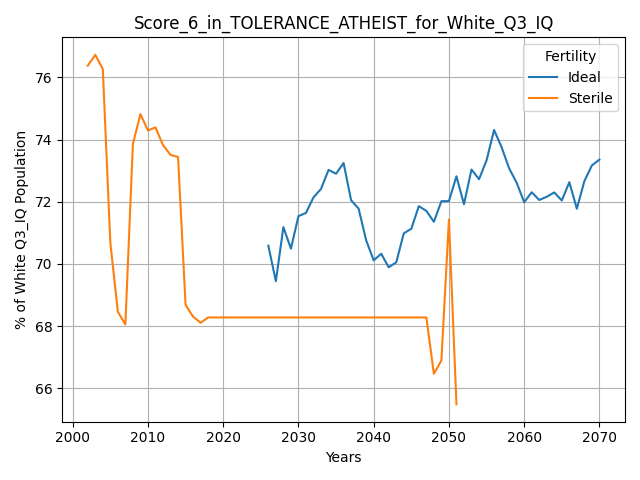 Score_6_in_TOLERANCE_ATHEIST_for_White_Q3_IQ
Fertility
Ideal
Sterile
% of White Q3_IQ Population
76
74
72
70
68
66
2000
2010
2020
2030
2040
2050
2060
2070
Years